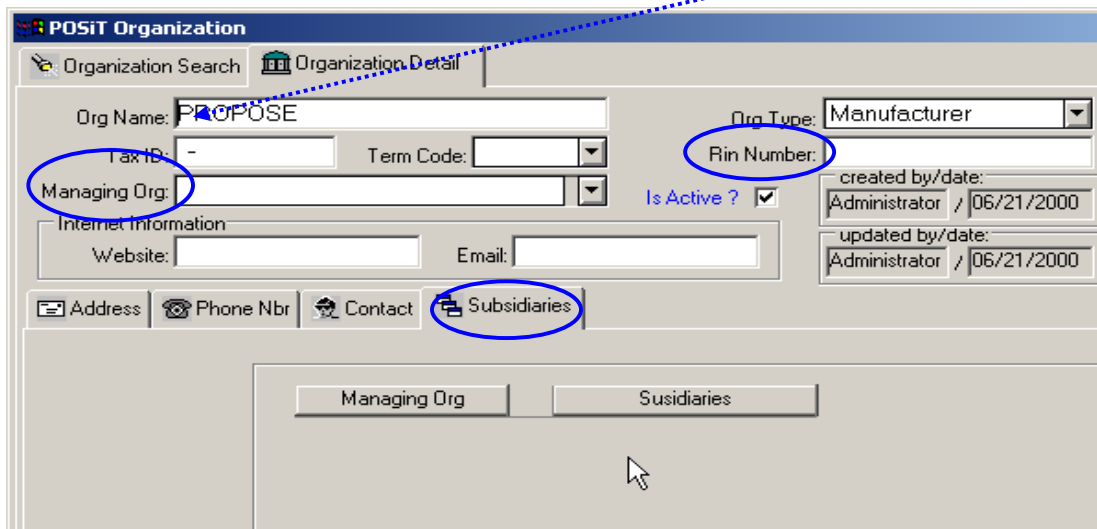 POSiT Organization
Organization Search Organization Detail
Org Name: PROPOSE Org Type: Manufacturer
Tax ID: - Term Code: Rin Number:
Managing Org: Is Active ? created by/date:
Administrator / 06/21/2000
Internet Information updated by/date:
Website: Email: Administrator / 06/21/2000
Address Phone Nbr Contact Subsidiaries
Managing Org Susidiaries